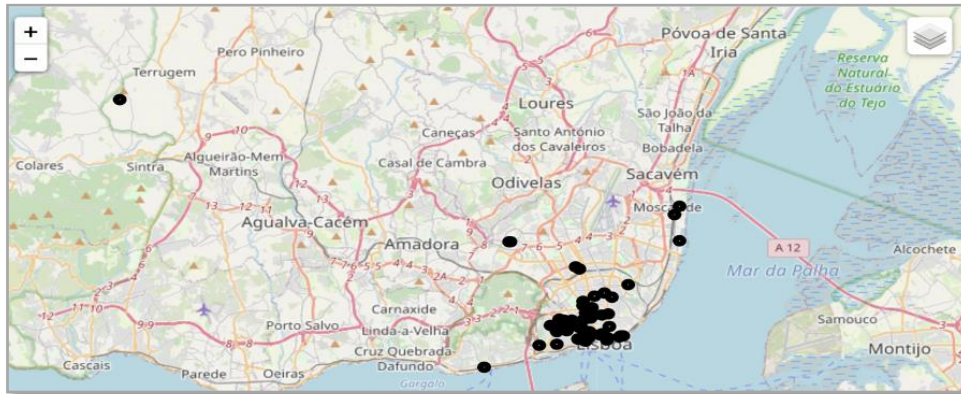 +
−
Póvoa de Santa
Iria
Pero Pinheiro
Terrugem
1A
Reserva
Natural
do Estuário
do Tejo
Loures
São João da
Talha
Caneças
Santo António
dos Cavaleiros
Bobadela
Colares
Sintra
Algueirão-Mem
Martins
Casal de Cambra
Odivelas
Sacavém
Agualva-Cacém
Amadora
A 12
Alcochete
Mar da Palha
Carnaxide
Porto Salvo
Linda-a-Velha
Samouco
Cascais
Parede
Oeiras
Cruz Quebrada-
Dafundo
Lisboa
Montijo
Gargalo